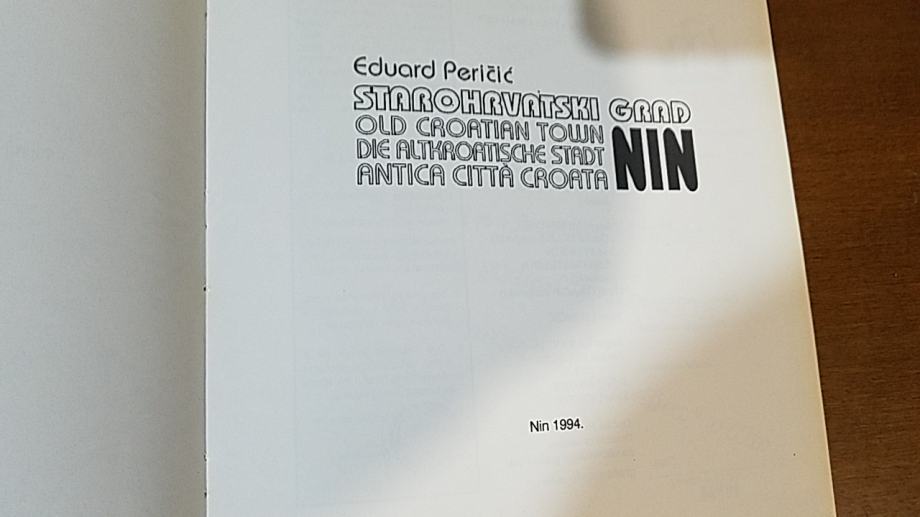 Eduard Peričić
STAROHRVATSKI GRAD
OLD CROATIAN TOWN
DIE ALTKROATISCHE STADT
ANTICA CITTÀ CROATA
NIN
Nin 1994.